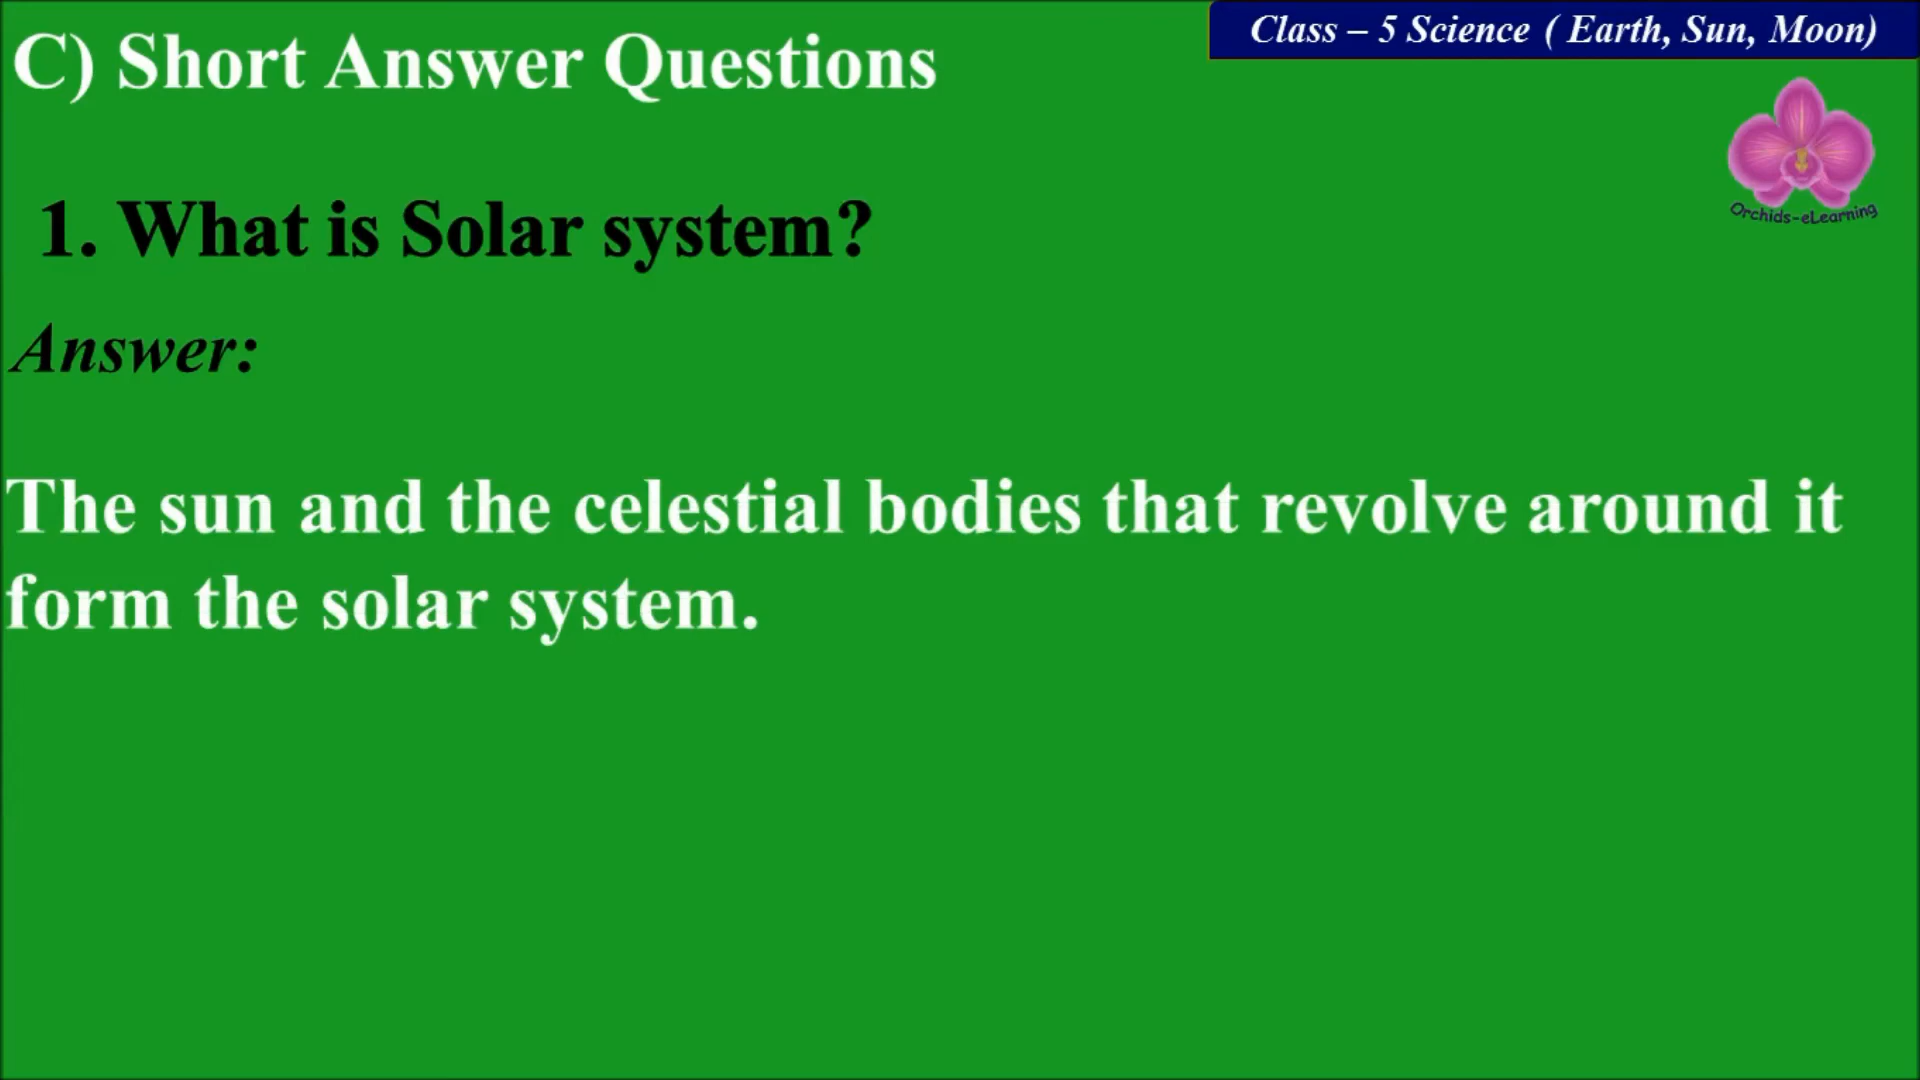 Class – 5 Science ( Earth, Sun, Moon)
C) Short Answer Questions
Orchids-eLearning
1. What is Solar system?
Answer:
The sun and the celestial bodies that revolve around it
form the solar system.